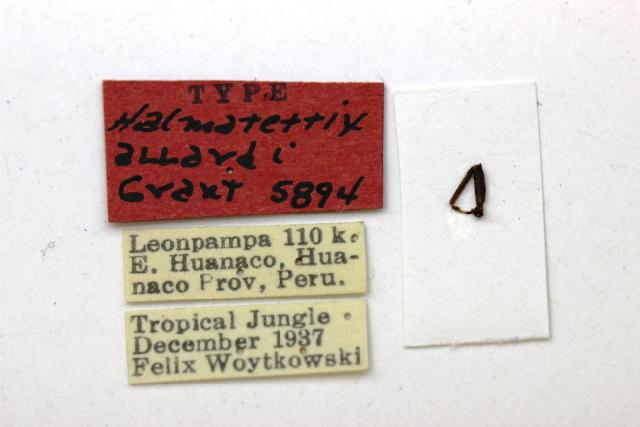 TYPE
Halmatettix
allardi
Grant 5894
Leonpampa 110 k.
E. Huanaco, Hua-
naco Prov, Peru.
Tropical Jungle
December 1937
Felix Woytkowski